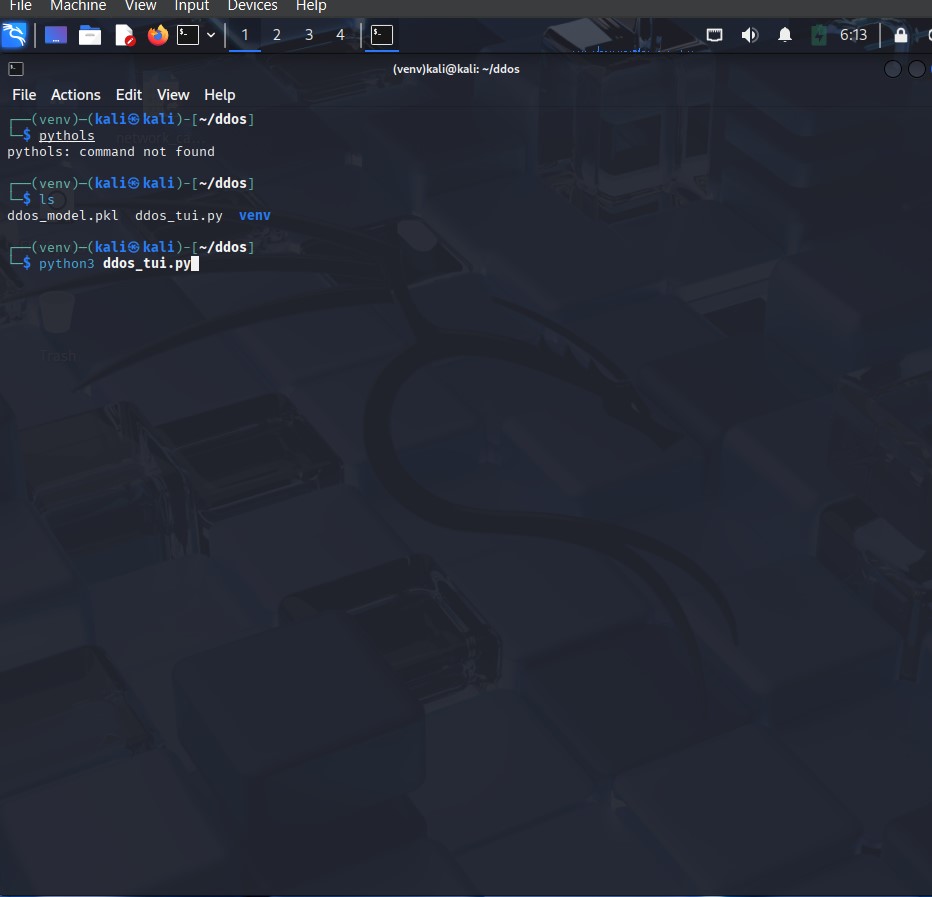 File Machine View Input Devices Help
1 2 3 4 6:13
(venv)kali@kali: ~/ddos
File Actions Edit View Help
┌──(venv)─(kali㉿kali)-[~/ddos]
└─$ pythols
pythols: command not found
┌──(venv)─(kali㉿kali)-[~/ddos]
└─$ ls
ddos_model.pkl ddos_tui.py venv
┌──(venv)─(kali㉿kali)-[~/ddos]
└─$ python3 ddos_tui.py
Trash